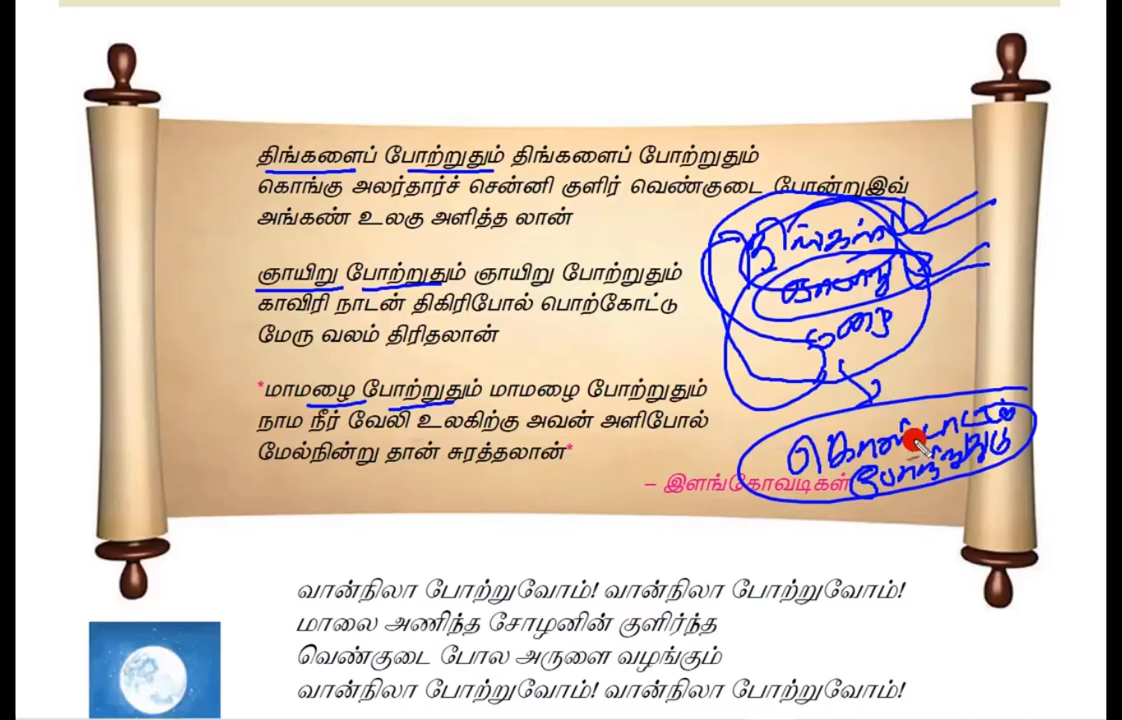 திங்களைப் போற்றுதும் திங்களைப் போற்றுதும்
கொங்கு அலர்தார்ச் சென்னி குளிர் வெண்குடை போன்றுஇவ்
அங்கண் உலகு அளித்த லான்
ஞாயிறு போற்றுதும் ஞாயிறு போற்றுதும்
காவிரி நாடன் திகிரிபோல் பொற்கோட்டு
மேரு வலம் திரிதலான்
*மாமழை போற்றுதும் மாமழை போற்றுதும்
நாம நீர் வேலி உலகிற்கு அவன் அளிபோல்
மேல்நின்று தான் சுரத்தலான்*
– இளங்கோவடிகள்
மழை
போற்றுதும்
வான்நிலா போற்றுவோம்! வான்நிலா போற்றுவோம்!
மாலை அணிந்த சோழனின் குளிர்ந்த
வெண்குடை போல அருளை வழங்கும்
வான்நிலா போற்றுவோம்! வான்நிலா போற்றுவோம்!